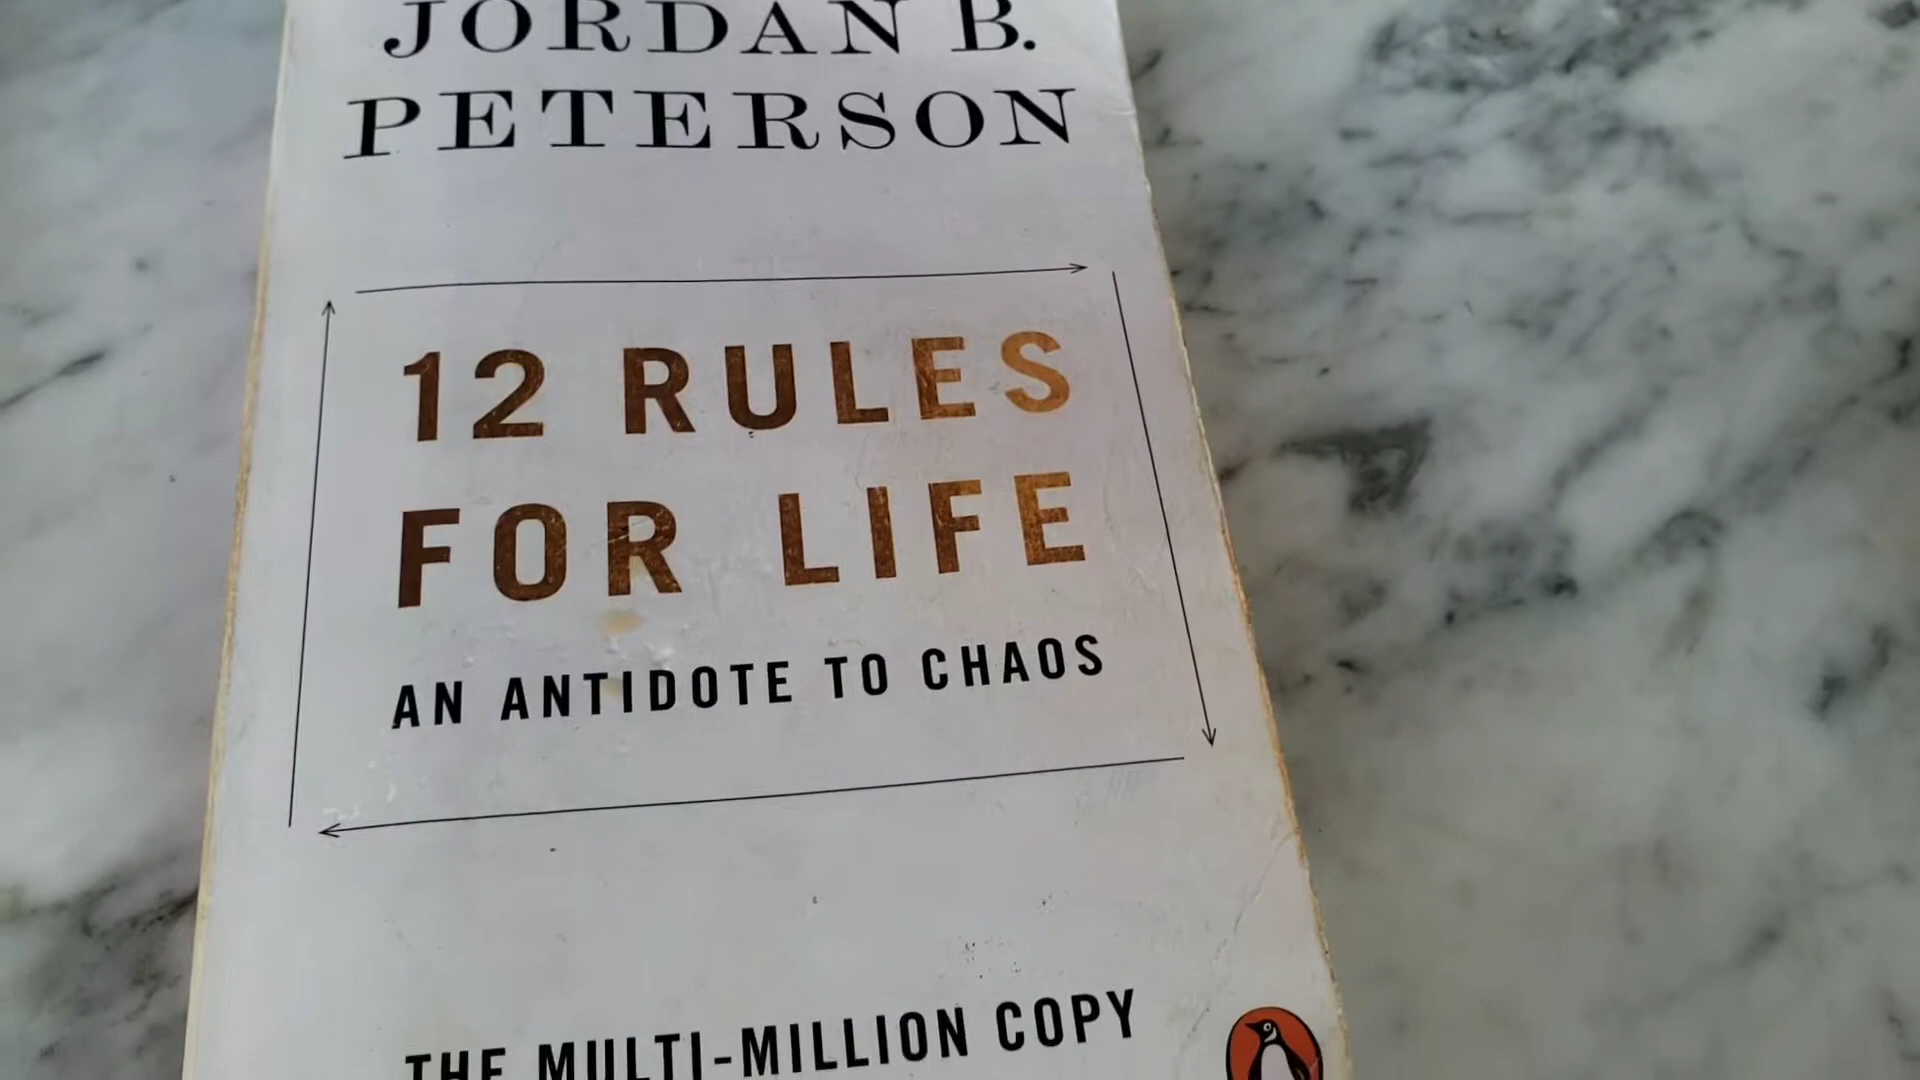 JORDAN B.
PETERSON
12 RULES
FOR LIFE
AN ANTIDOTE TO CHAOS
THE MULTI-MILLION COPY